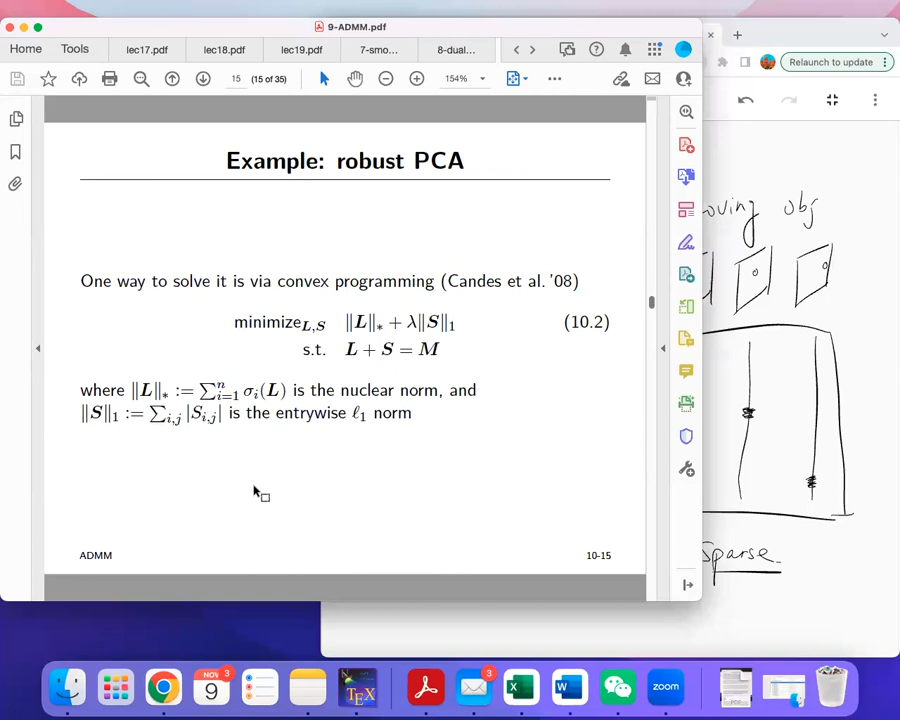 9-ADMM.pdf
Home Tools lec17.pdf lec18.pdf lec19.pdf 7-smo... 8-dual...
Relaunch to update
15 (15 of 35) 154%
Example: robust PCA
One way to solve it is via convex programming (Candes et al. '08)
minimize_{L,S} ‖L‖_* + λ‖S‖_1 (10.2)
s.t. L + S = M
where ‖L‖_* := ∑_{i=1}^n σ_i(L) is the nuclear norm, and
‖S‖_1 := ∑_{i,j} |S_{i,j}| is the entrywise ℓ_1 norm
ADMM 10-15
oving obj
Sparse.
NOV 3
9
3
TEX
zoom